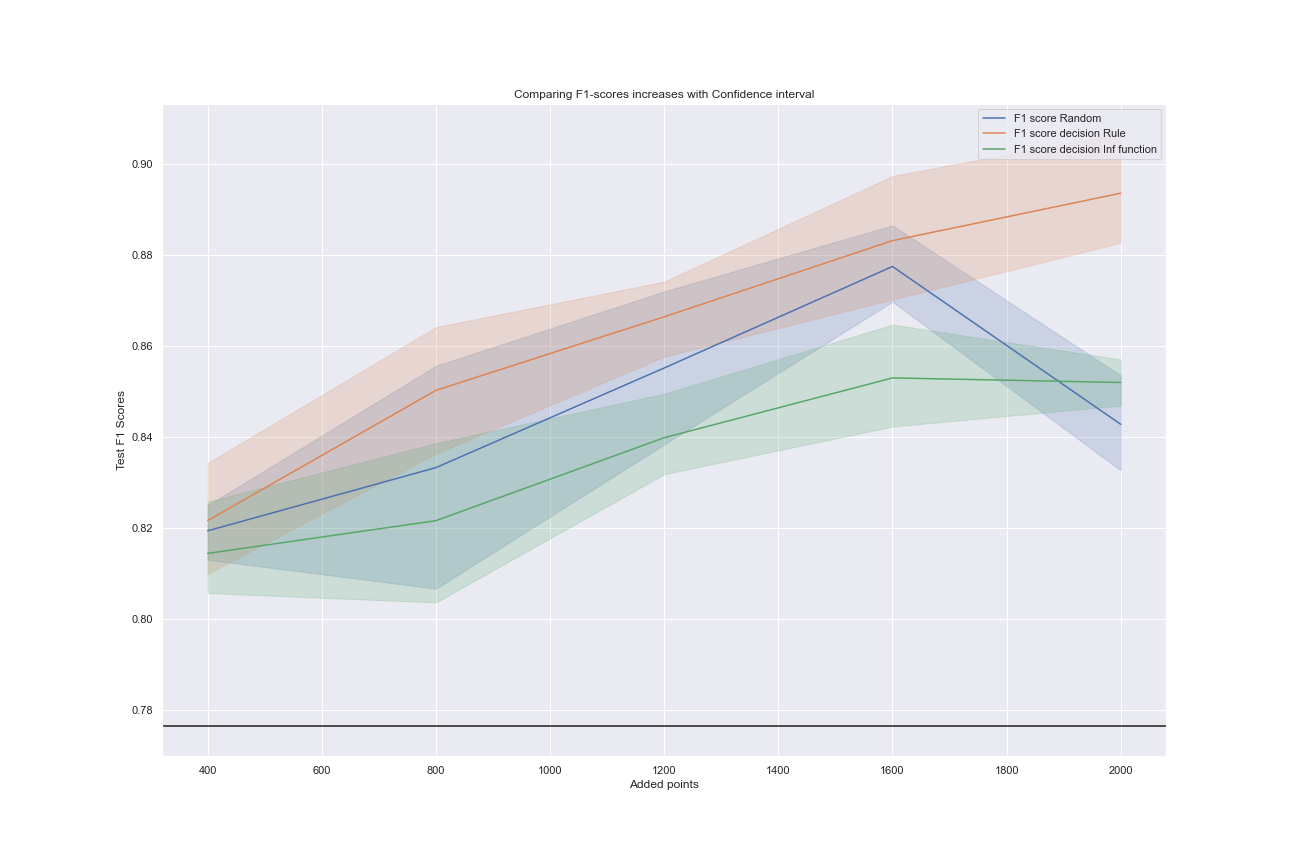 Comparing F1-scores increases with Confidence interval
F1 score Random
F1 score decision Rule
F1 score decision Inf function
0.90
0.88
0.86
0.84
0.82
0.80
0.78
Test F1 Scores
400 600 800 1000 1200 1400 1600 1800 2000
Added points